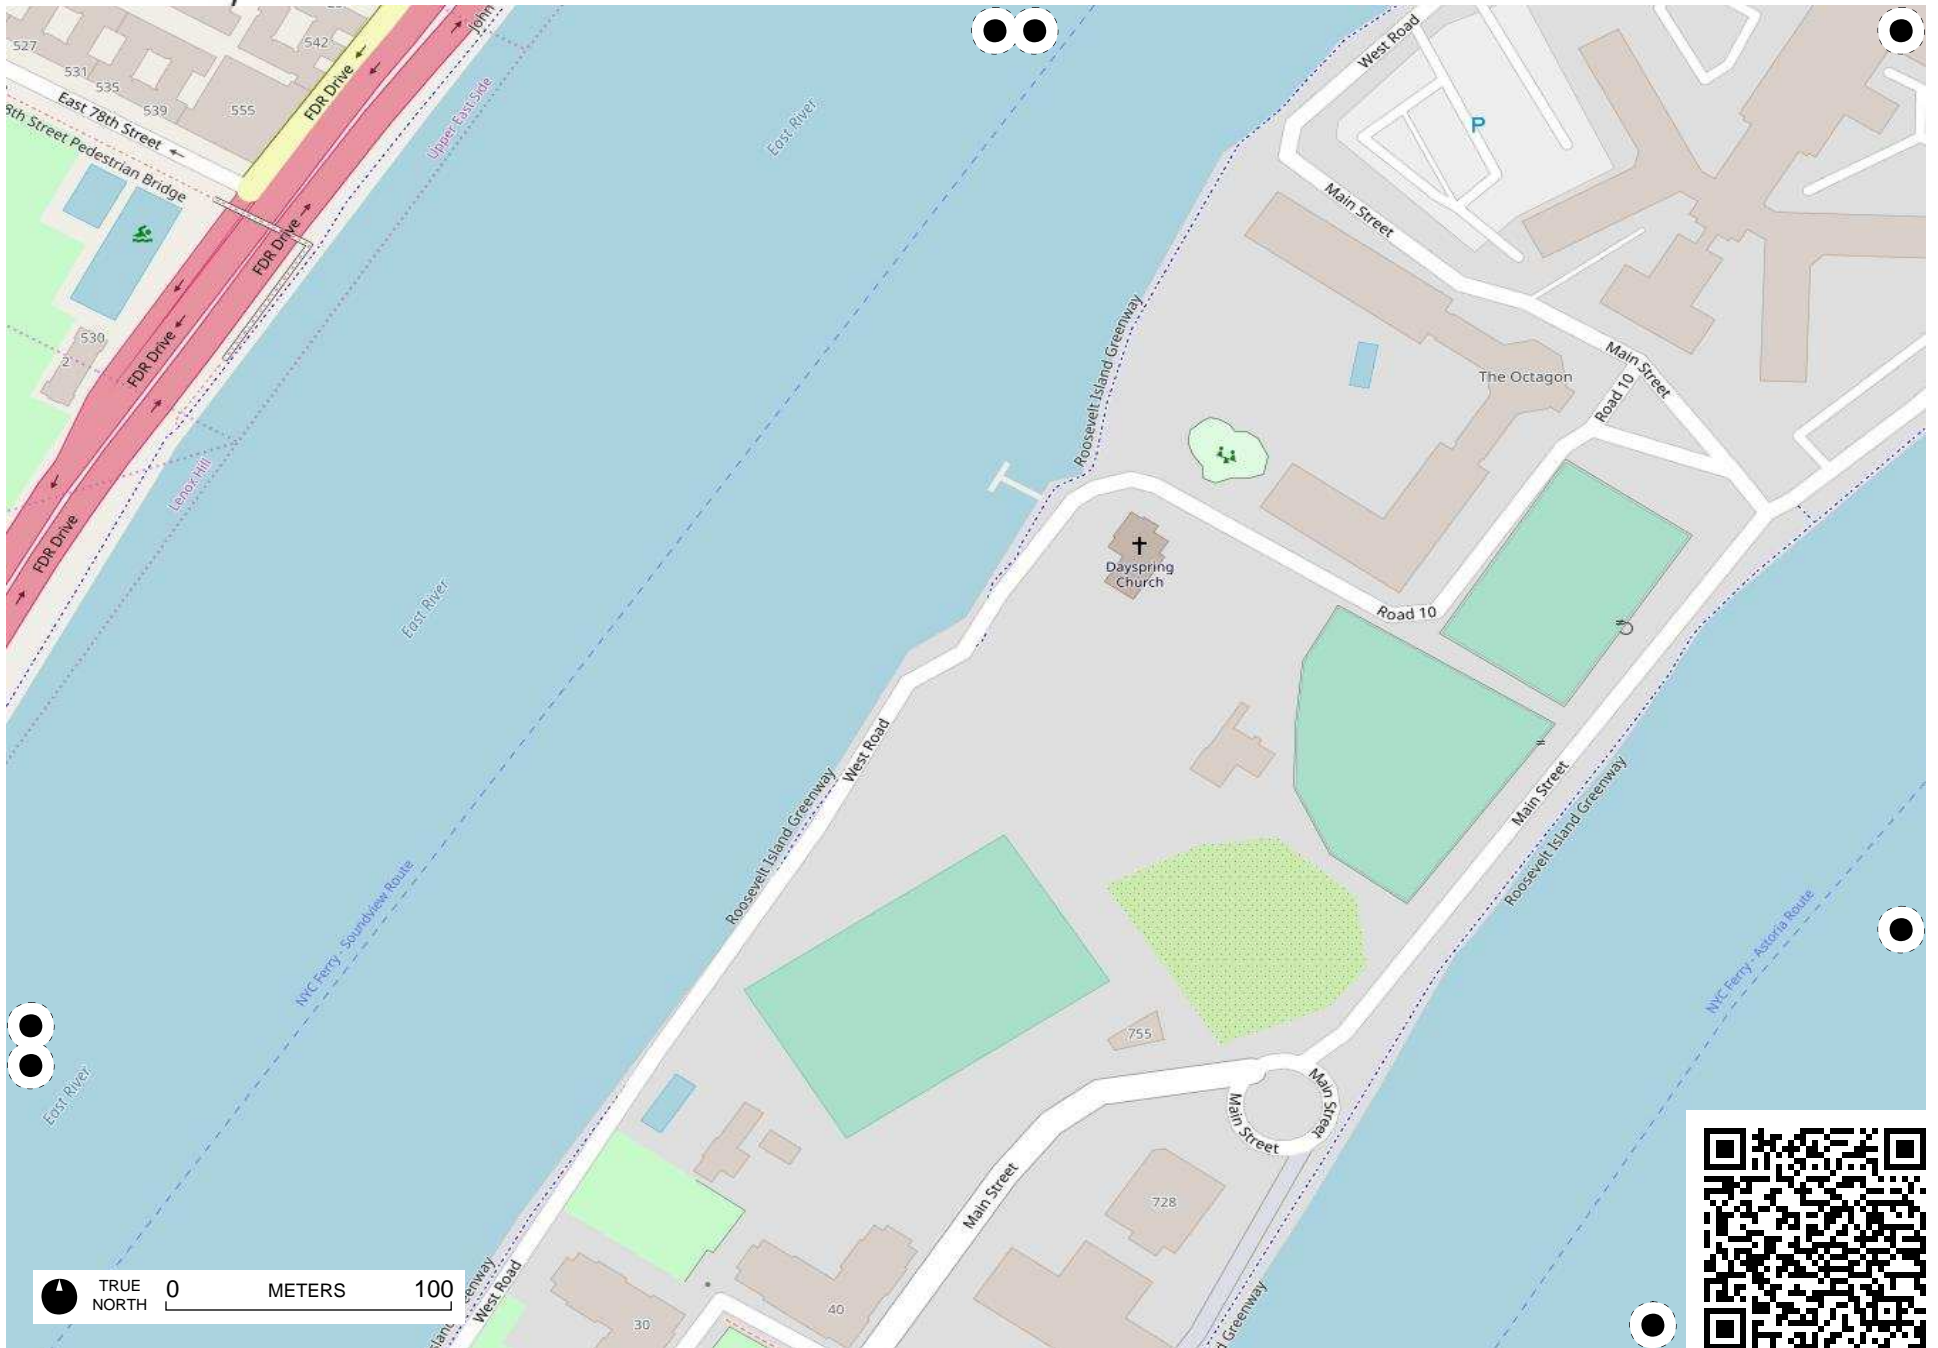 527
531
535
539
542
555
John
FDR Drive
East 78th Street
8th Street Pedestrian Bridge
Upper East Side
East River
West Road
P
Main Street
FDR Drive
530
2
FDR Drive
Roosevelt Island Greenway
Main Street
The Octagon
Road 10
Lenox Hill
FDR Drive
Dayspring
Church
Road 10
East River
West Road
Roosevelt Island Greenway
Main Street
Roosevelt Island Greenway
NYC Ferry - Soundview Route
NYC Ferry - Astoria Route
755
East River
Main Street
Main Street
Main Street
728
West Road
land Greenway
d Greenway
30
40
TRUE
NORTH
0 METERS 100